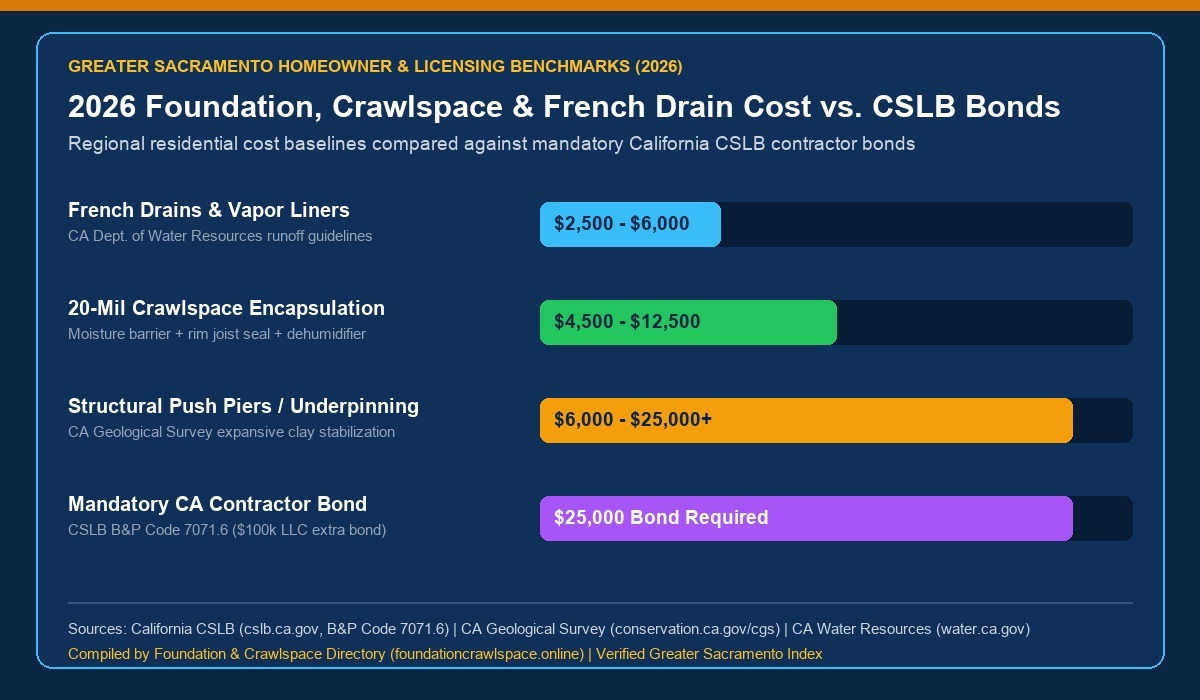 GREATER SACRAMENTO HOMEOWNER & LICENSING BENCHMARKS (2026)
2026 Foundation, Crawlspace & French Drain Cost vs. CSLB Bonds
Regional residential cost baselines compared against mandatory California CSLB contractor bonds
French Drains & Vapor Liners
CA Dept. of Water Resources runoff guidelines
$2,500 - $6,000
20-Mil Crawlspace Encapsulation
Moisture barrier + rim joist seal + dehumidifier
$4,500 - $12,500
Structural Push Piers / Underpinning
CA Geological Survey expansive clay stabilization
$6,000 - $25,000+
Mandatory CA Contractor Bond
CSLB B&P Code 7071.6 ($100k LLC extra bond)
$25,000 Bond Required
Sources: California CSLB (cslb.ca.gov, B&P Code 7071.6) | CA Geological Survey (conservation.ca.gov/cgs) | CA Water Resources (water.ca.gov)
Compiled by Foundation & Crawlspace Directory (foundationcrawlspace.online) | Verified Greater Sacramento Index